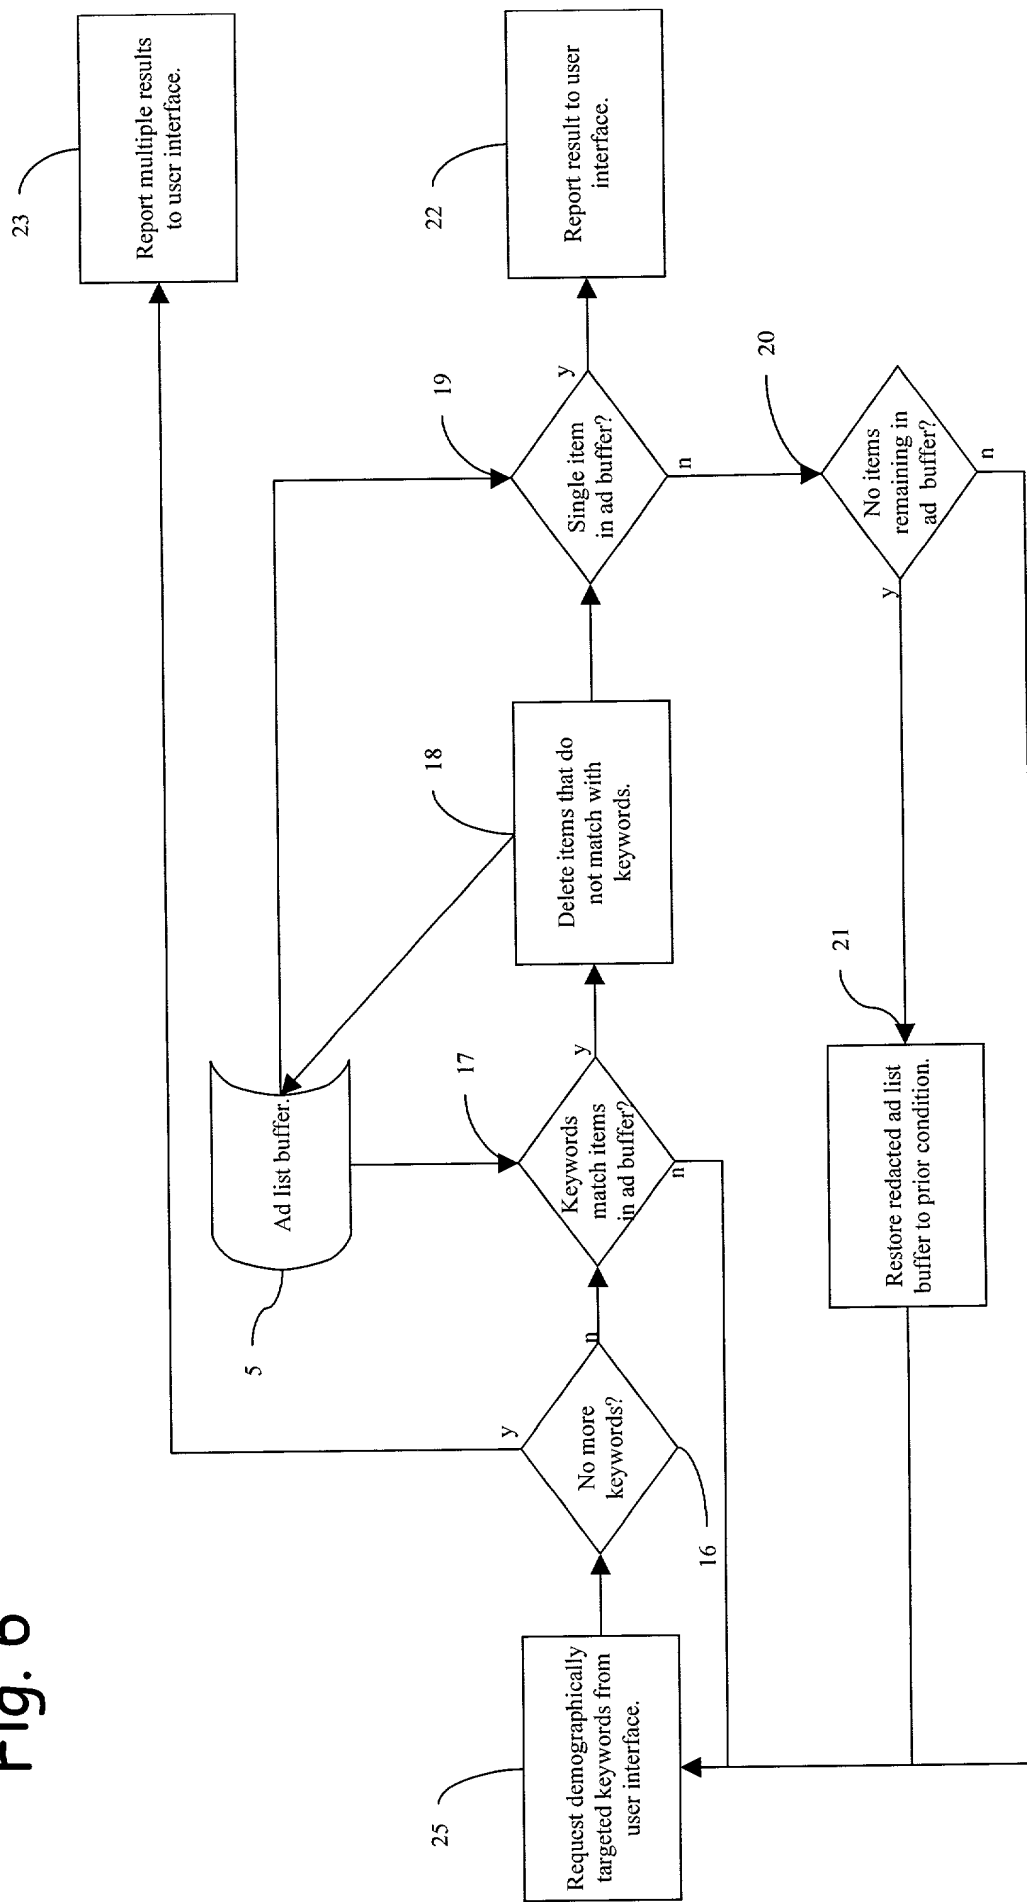 Fig. 6
23
Report multiple results
to user interface.
5
Ad list buffer.
25
Request demographically
targeted keywords from
user interface.
16
No more
keywords?
y
n
17
Keywords
match items
in ad buffer?
y
n
18
Delete items that do
not match with
keywords.
19
Single item
in ad buffer?
y
n
22
Report result to user
interface.
20
No items
remaining in
ad buffer?
y
n
21
Restore redacted ad list
buffer to prior condition.